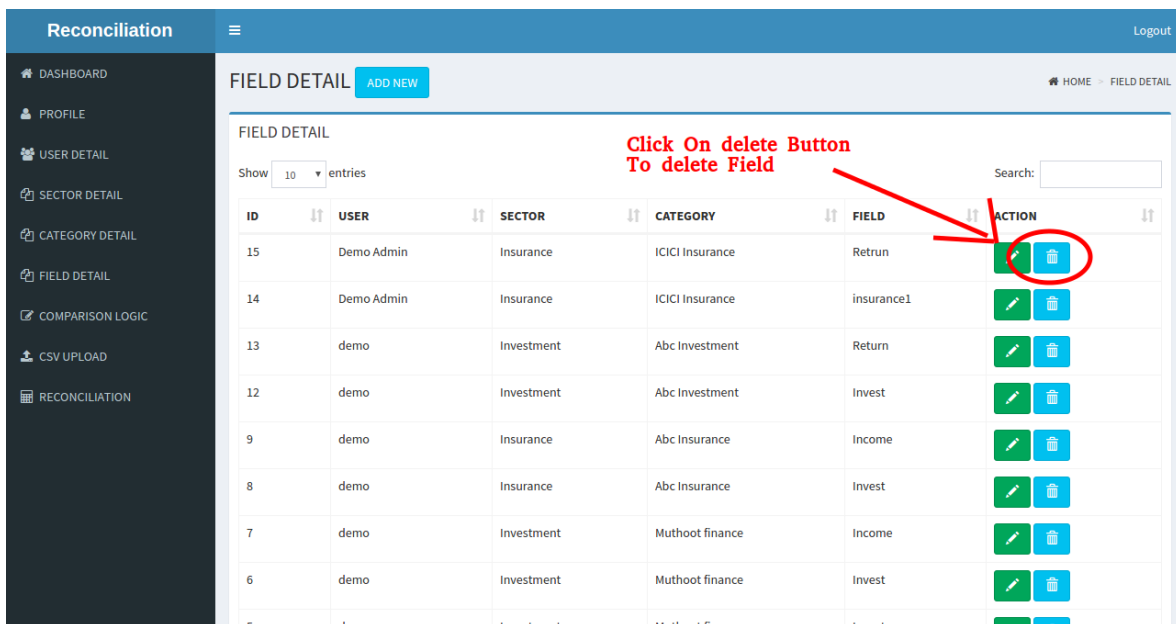 Reconciliation
Logout
DASHBOARD
PROFILE
USER DETAIL
SECTOR DETAIL
CATEGORY DETAIL
FIELD DETAIL
COMPARISON LOGIC
CSV UPLOAD
RECONCILIATION
FIELD DETAIL ADD NEW
HOME > FIELD DETAIL
FIELD DETAIL
Click On delete Button
To delete Field
Show 10 entries
Search:
ID USER SECTOR CATEGORY FIELD ACTION
15 Demo Admin Insurance ICICI Insurance Retrun
14 Demo Admin Insurance ICICI Insurance insurance1
13 demo Investment Abc Investment Return
12 demo Investment Abc Investment Invest
9 demo Insurance Abc Insurance Income
8 demo Insurance Abc Insurance Invest
7 demo Investment Muthoot finance Income
6 demo Investment Muthoot finance Invest